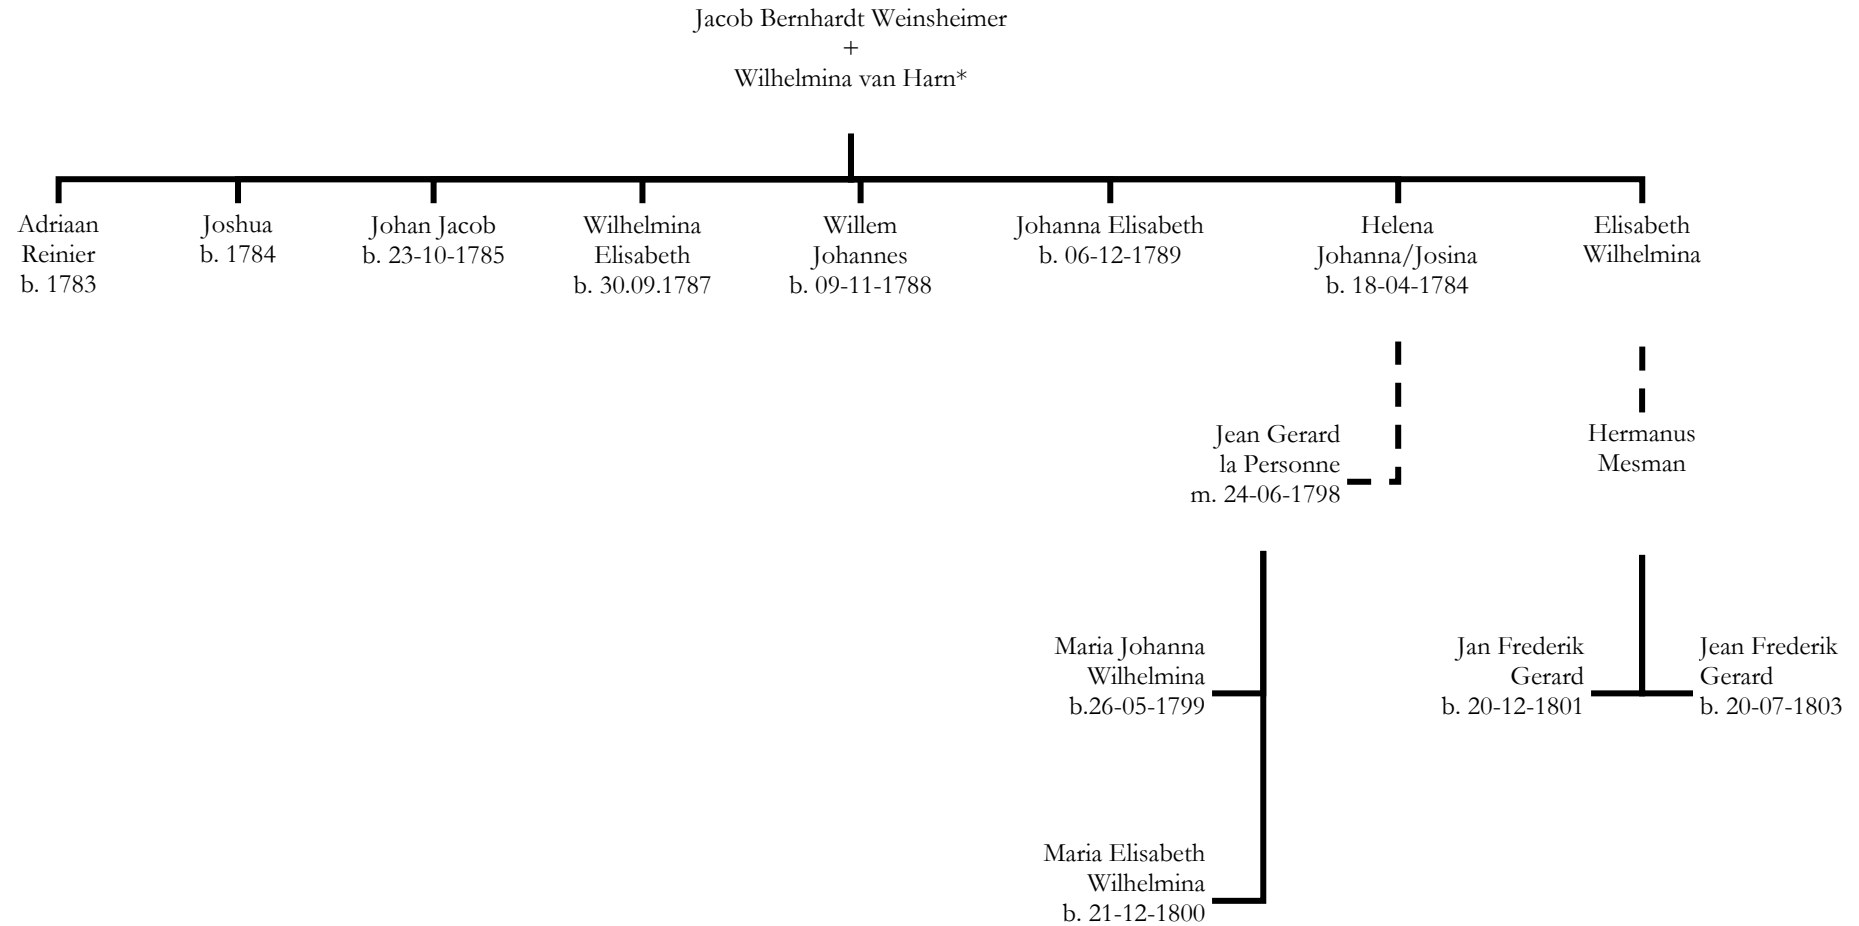 Jacob Bernhardt Weinsheimer
+
Wilhelmina van Harn*
Adriaan
Reinier
b. 1783
Joshua
b. 1784
Johan Jacob
b. 23-10-1785
Wilhelmina
Elisabeth
b. 30.09.1787
Willem
Johannes
b. 09-11-1788
Johanna Elisabeth
b. 06-12-1789
Helena
Johanna/Josina
b. 18-04-1784
Elisabeth
Wilhelmina
Jean Gerard
la Personne
m. 24-06-1798
Hermanus
Mesman
Maria Johanna
Wilhelmina
b.26-05-1799
Jan Frederik
Gerard
b. 20-12-1801
Jean Frederik
Gerard
b. 20-07-1803
Maria Elisabeth
Wilhelmina
b. 21-12-1800